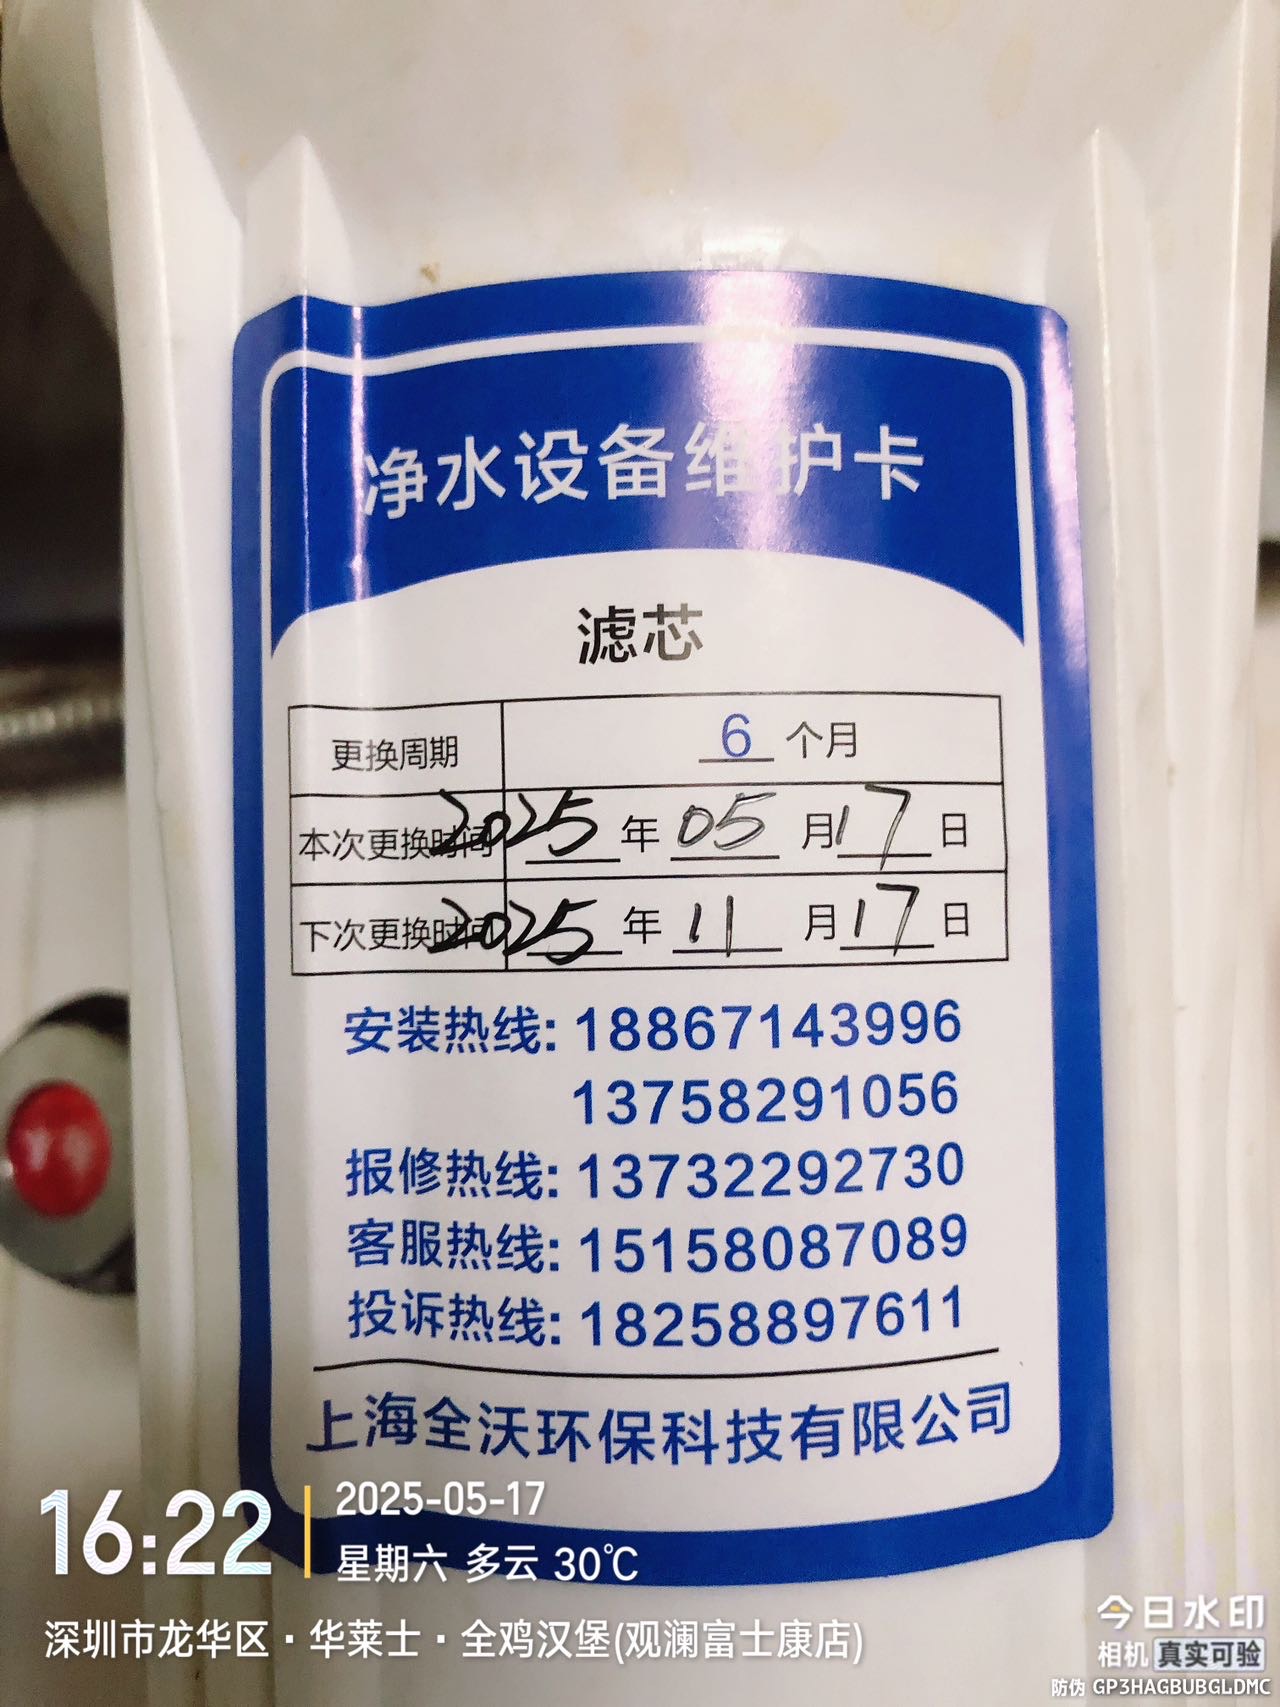 净水设备维护卡
滤芯
更换周期 6 个月
本次更换时间 2025 年 05 月 17 日
下次更换时间 2025 年 11 月 17 日
安装热线: 18867143996
13758291056
报修热线: 13732292730
客服热线: 15158087089
投诉热线: 18258897611
上海全沃环保科技有限公司
16:22
2025-05-17
星期六 多云 30℃
深圳市龙华区·华莱士·全鸡汉堡(观澜富士康店)
今日水印
相机 真实可验
防伪 GP3HAGBUBGLDMC